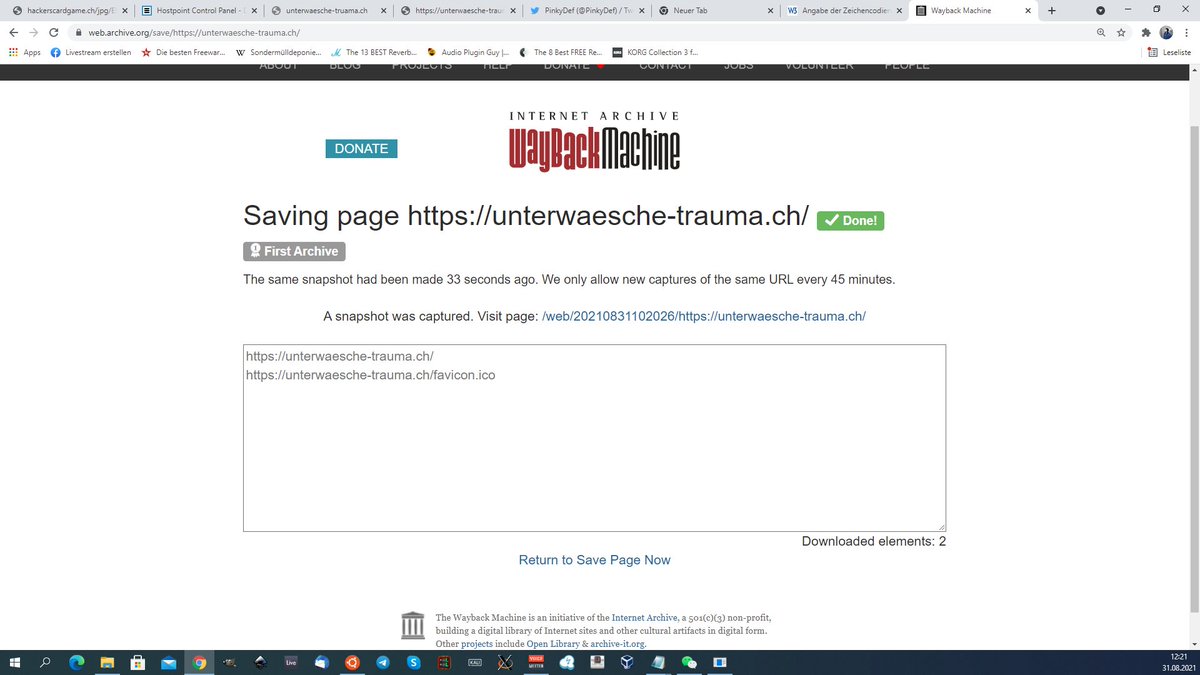 hackerscardgame.ch/jpg/E
Hostpoint Control Panel - D
unterwaesche-truama.ch
https://unterwaesche-trau
PinkyDef (@PinkyDef) / Tw
Neuer Tab
Angabe der Zeichencodier
Wayback Machine
web.archive.org/save/https://unterwaesche-trauma.ch/
Apps
Livestream erstellen
Die besten Freewar...
Sondermülldeponie...
The 13 BEST Reverb...
Audio Plugin Guy |...
The 8 Best FREE Re...
KORG Collection 3 f...
Leseliste
ABOUT BLOG PROJECTS HELP DONATE CONTACT JOBS VOLUNTEER PEOPLE
INTERNET ARCHIVE
WayBackMachine
DONATE
Saving page https://unterwaesche-trauma.ch/ Done!
First Archive
The same snapshot had been made 33 seconds ago. We only allow new captures of the same URL every 45 minutes.
A snapshot was captured. Visit page: /web/20210831102026/https://unterwaesche-trauma.ch/
https://unterwaesche-trauma.ch/
https://unterwaesche-trauma.ch/favicon.ico
Downloaded elements: 2
Return to Save Page Now
The Wayback Machine is an initiative of the Internet Archive, a 501(c)(3) non-profit,
building a digital library of Internet sites and other cultural artifacts in digital form.
Other projects include Open Library & archive-it.org.
Live
KALI
12:21
31.08.2021